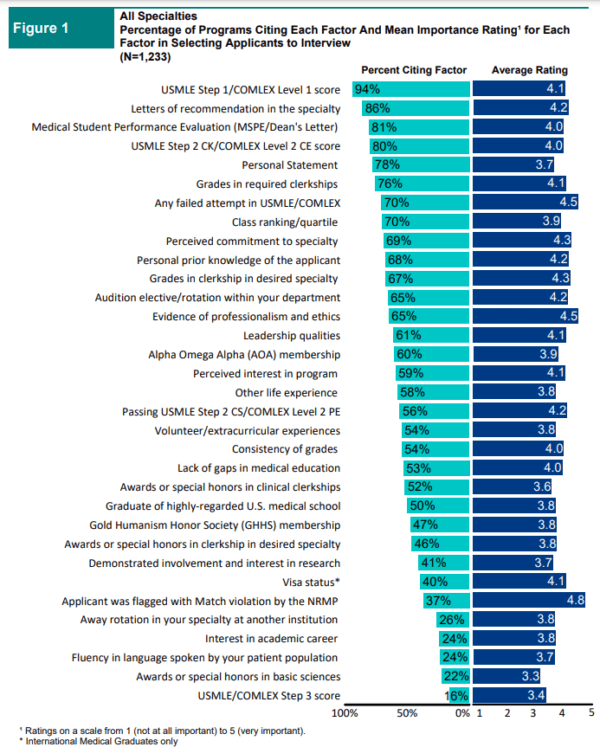 Figure 1
All Specialties
Percentage of Programs Citing Each Factor And Mean Importance Rating¹ for Each
Factor in Selecting Applicants to Interview
(N=1,233)
Percent Citing Factor Average Rating
USMLE Step 1/COMLEX Level 1 score 94% 4.1
Letters of recommendation in the specialty 86% 4.2
Medical Student Performance Evaluation (MSPE/Dean's Letter) 81% 4.0
USMLE Step 2 CK/COMLEX Level 2 CE score 80% 4.0
Personal Statement 78% 3.7
Grades in required clerkships 76% 4.1
Any failed attempt in USMLE/COMLEX 70% 4.5
Class ranking/quartile 70% 3.9
Perceived commitment to specialty 69% 4.3
Personal prior knowledge of the applicant 68% 4.2
Grades in clerkship in desired specialty 67% 4.3
Audition elective/rotation within your department 65% 4.2
Evidence of professionalism and ethics 65% 4.5
Leadership qualities 61% 4.1
Alpha Omega Alpha (AOA) membership 60% 3.9
Perceived interest in program 59% 4.1
Other life experience 58% 3.8
Passing USMLE Step 2 CS/COMLEX Level 2 PE 56% 4.2
Volunteer/extracurricular experiences 54% 3.8
Consistency of grades 54% 4.0
Lack of gaps in medical education 53% 4.0
Awards or special honors in clinical clerkships 52% 3.6
Graduate of highly-regarded U.S. medical school 50% 3.8
Gold Humanism Honor Society (GHHS) membership 47% 3.8
Awards or special honors in clerkship in desired specialty 46% 3.8
Demonstrated involvement and interest in research 41% 3.7
Visa status* 40% 4.1
Applicant was flagged with Match violation by the NRMP 37% 4.8
Away rotation in your specialty at another institution 26% 3.8
Interest in academic career 24% 3.8
Fluency in language spoken by your patient population 24% 3.7
Awards or special honors in basic sciences 22% 3.3
USMLE/COMLEX Step 3 score 16% 3.4
100% 50% 0% 1 2 3 4 5
¹ Ratings on a scale from 1 (not at all important) to 5 (very important).
* International Medical Graduates only